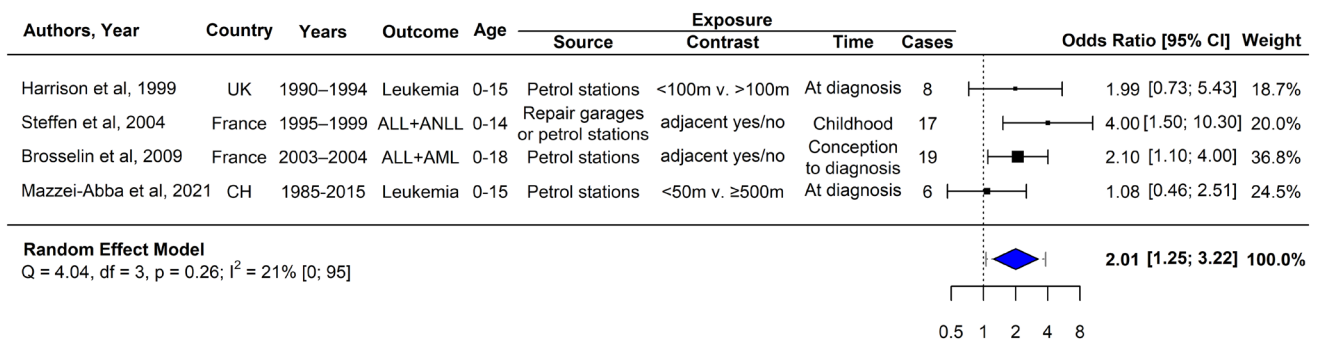 Exposure
Authors, Year Country Years Outcome Age Source Contrast Time Cases Odds Ratio [95% CI] Weight
Harrison et al, 1999 UK 1990–1994 Leukemia 0-15 Petrol stations <100m v. >100m At diagnosis 8 1.99 [0.73; 5.43] 18.7%
Steffen et al, 2004 France 1995–1999 ALL+ANLL 0-14 Repair garages or petrol stations adjacent yes/no Childhood 17 4.00 [1.50; 10.30] 20.0%
Brosselin et al, 2009 France 2003–2004 ALL+AML 0-18 Petrol stations adjacent yes/no Conception to diagnosis 19 2.10 [1.10; 4.00] 36.8%
Mazzei-Abba et al, 2021 CH 1985-2015 Leukemia 0-15 Petrol stations <50m v. ≥500m At diagnosis 6 1.08 [0.46; 2.51] 24.5%
Random Effect Model
Q = 4.04, df = 3, p = 0.26; I² = 21% [0; 95]
2.01 [1.25; 3.22] 100.0%
0.5 1 2 4 8